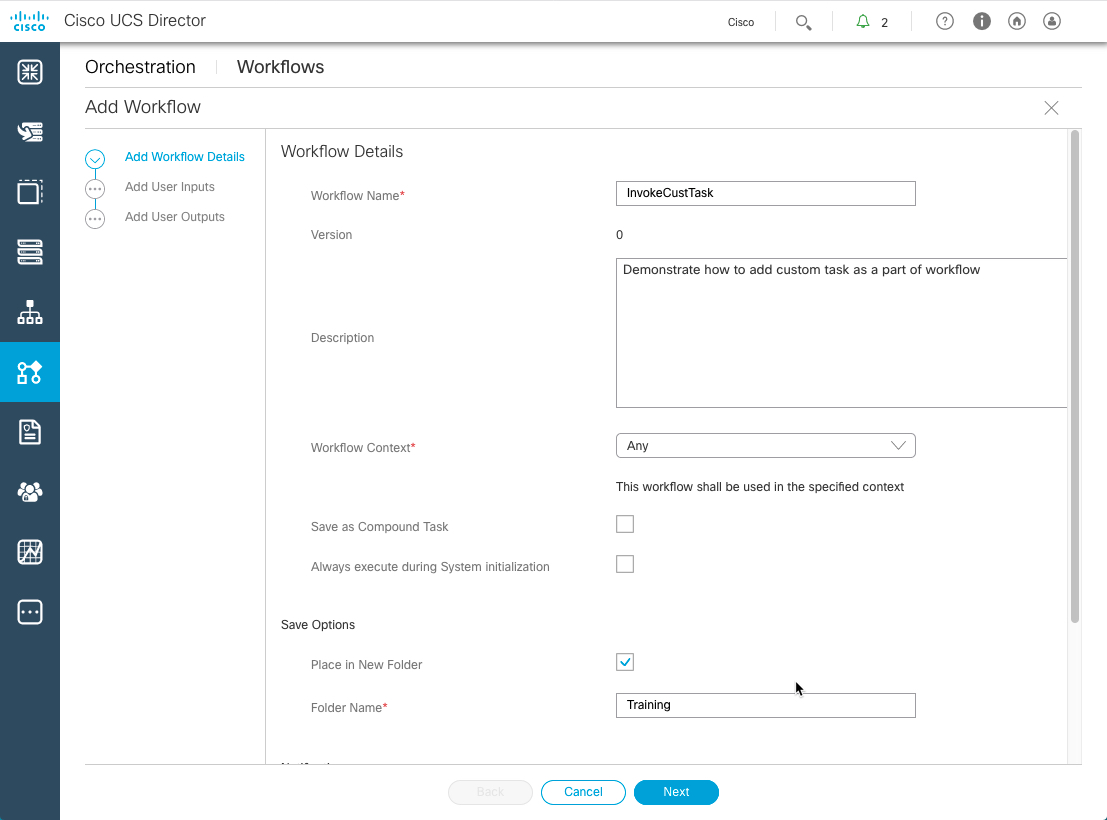 CISCO
Cisco UCS Director
Cisco
2
Orchestration
Workflows
Add Workflow
Add Workflow Details
Add User Inputs
Add User Outputs
Workflow Details
Workflow Name*
InvokeCustTask
Version
0
Description
Demonstrate how to add custom task as a part of workflow
Workflow Context*
Any
This workflow shall be used in the specified context
Save as Compound Task
Always execute during System initialization
Save Options
Place in New Folder
Folder Name*
Training
Back
Cancel
Next